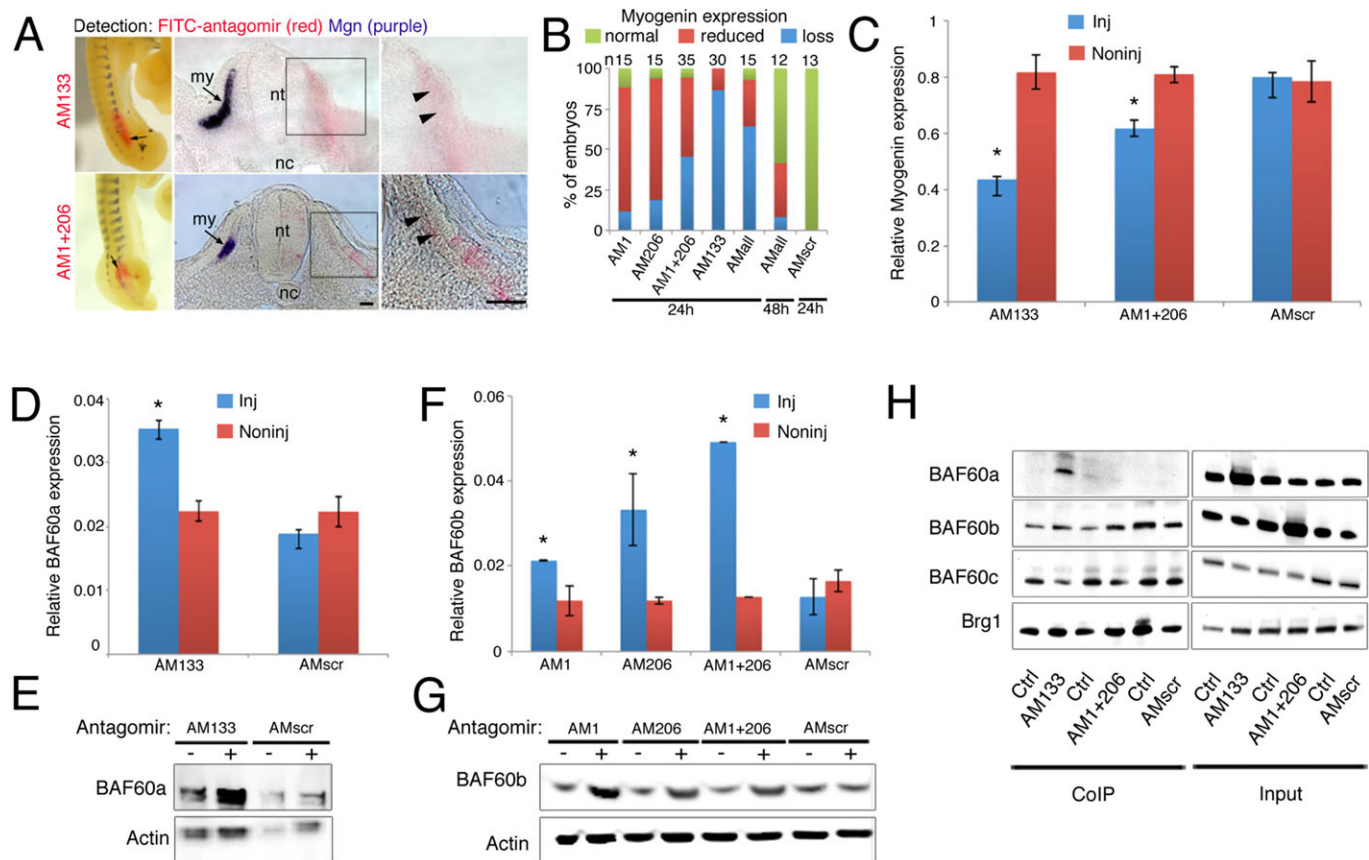 A
Detection: FITC-antagomir (red) Mgn (purple)
AM133
my
nt
nc
AM1+206
my
nt
nc
B
Myogenin expression
normal reduced loss
n15 15 35 30 15 12 13
% of embryos
100
75
50
25
0
AM1 AM206 AM1+206 AM133 AMall AMall AMscr
24h 48h 24h
C
Relative Myogenin expression
Inj
Noninj
1
0.8
0.6
0.4
0.2
0
AM133 AM1+206 AMscr
* *
D
Relative BAF60a expression
Inj
Noninj
0.04
0.03
0.02
0.01
0
*
AM133 AMscr
E
Antagomir: AM133 AMscr
- + - +
BAF60a
Actin
F
Relative BAF60b expression
Inj
Noninj
0.06
0.04
0.02
0
* * *
AM1 AM206 AM1+206 AMscr
G
Antagomir: AM1 AM206 AM1+206 AMscr
- + - + - + - +
BAF60b
Actin
H
BAF60a
BAF60b
BAF60c
Brg1
Ctrl AM133 Ctrl AM1+206 Ctrl AMscr
Ctrl AM133 Ctrl AM1+206 Ctrl AMscr
CoIP Input